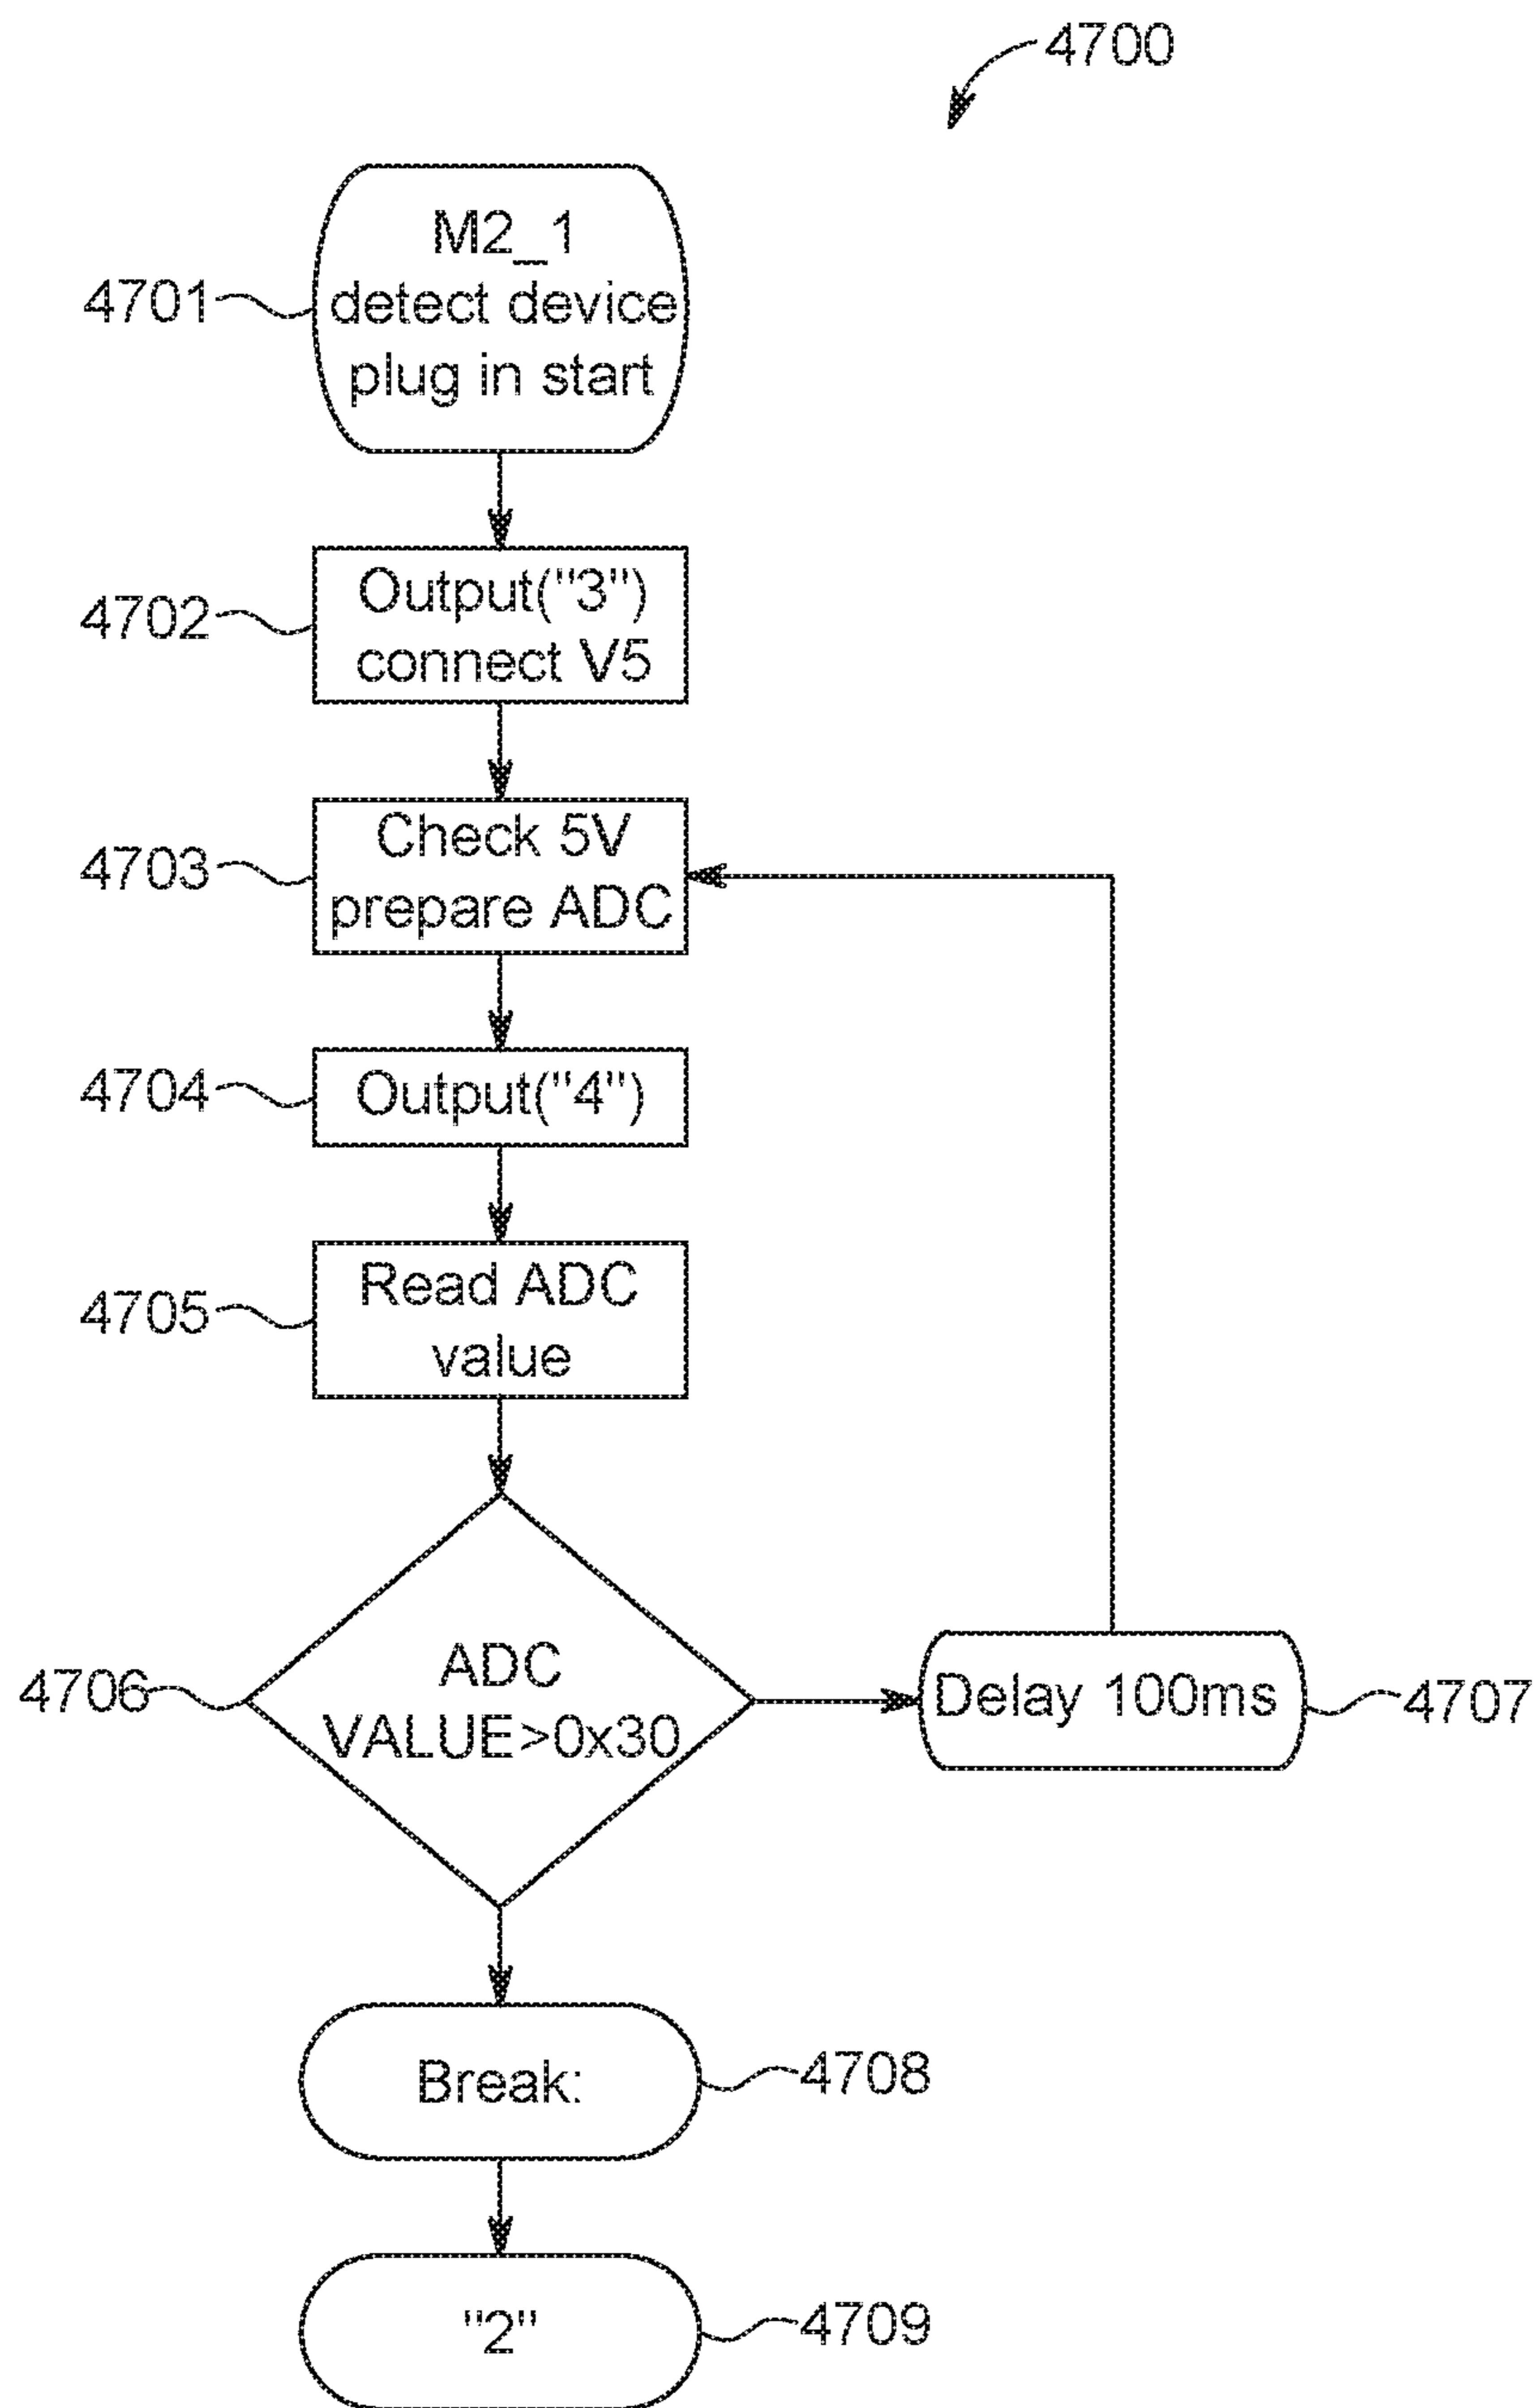 4700
M2_1
detect device
plug in start
4701
Output("3")
connect V5
4702
Check 5V
prepare ADC
4703
Output("4")
4704
Read ADC
value
4705
ADC
VALUE>0x30
4706
Delay 100ms
4707
Break:
4708
"2"
4709